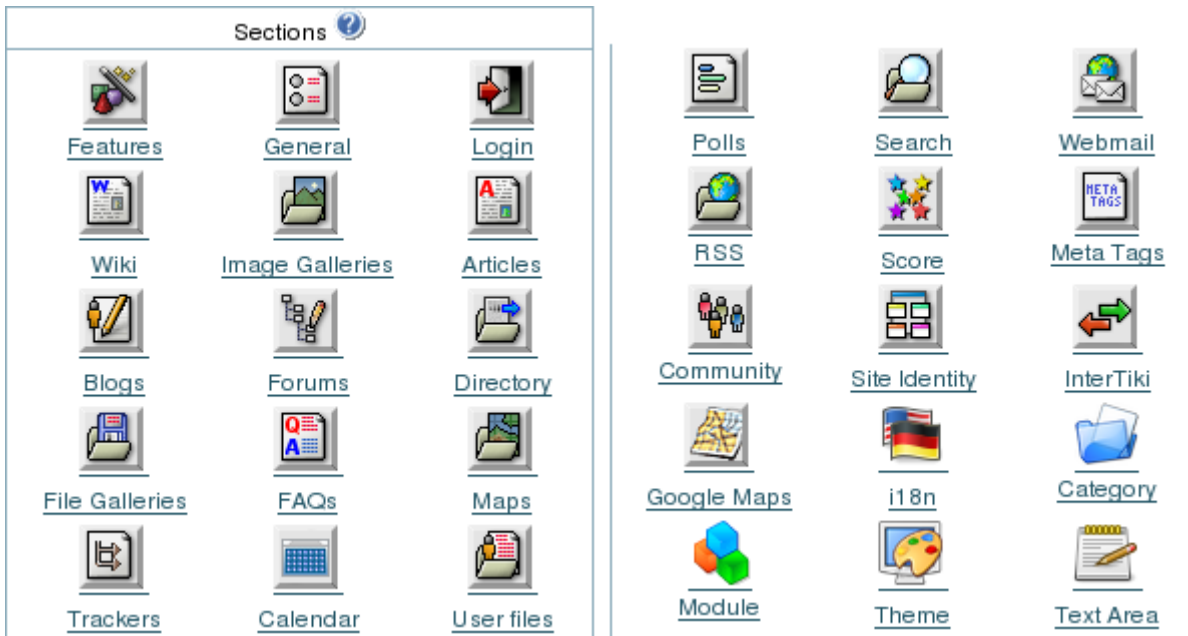 Sections ?
Features General Login
Wiki Image Galleries Articles
Blogs Forums Directory
File Galleries FAQs Maps
Trackers Calendar User files
Polls Search Webmail
RSS Score META TAGS Meta Tags
Community Site Identity InterTiki
Google Maps i18n Category
Module Theme Text Area